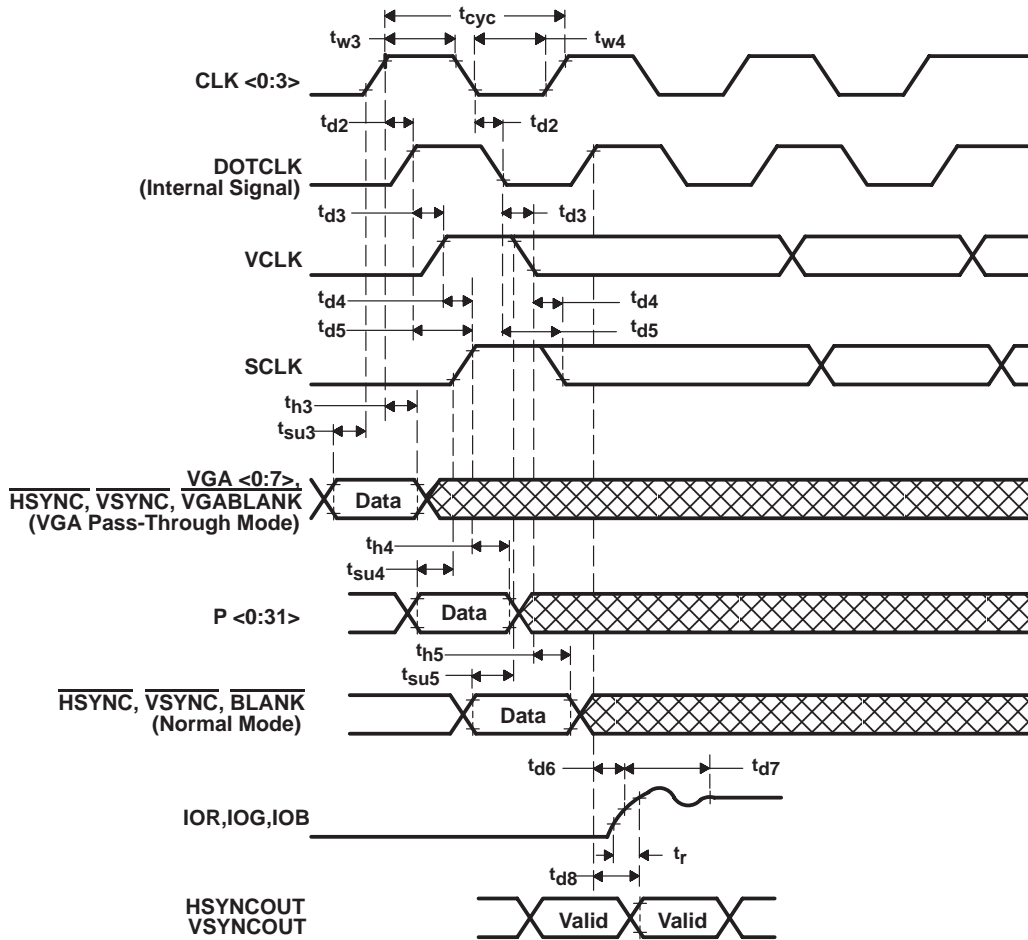 tcyc
tw3
tw4
CLK <0:3>
td2
td2
DOTCLK
(Internal Signal)
td3
td3
VCLK
td4
td4
td5
td5
SCLK
th3
tsu3
VGA <0:7>,
HSYNC, VSYNC, VGABLANK
(VGA Pass-Through Mode)
Data
th4
tsu4
P <0:31>
Data
th5
tsu5
HSYNC, VSYNC, BLANK
(Normal Mode)
Data
td6
td7
IOR,IOG,IOB
tr
td8
HSYNCOUT
VSYNCOUT
Valid
Valid